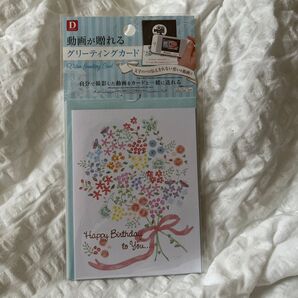 D
動画が贈れる
グリーティングカード
自分で撮影した動画をカードと一緒に送れる
Happy Birthday
to You...